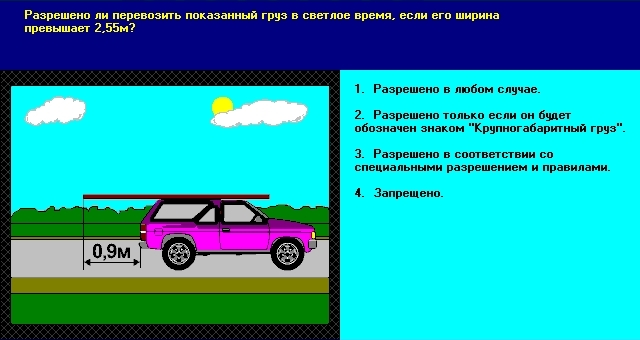 Разрешено ли перевозить показанный груз в светлое время, если его ширина
превышает 2,55м?
1. Разрешено в любом случае.
2. Разрешено только если он будет
обозначен знаком "Крупногабаритный груз".
3. Разрешено в соответствии со
специальными разрешением и правилами.
4. Запрещено.
0,9м